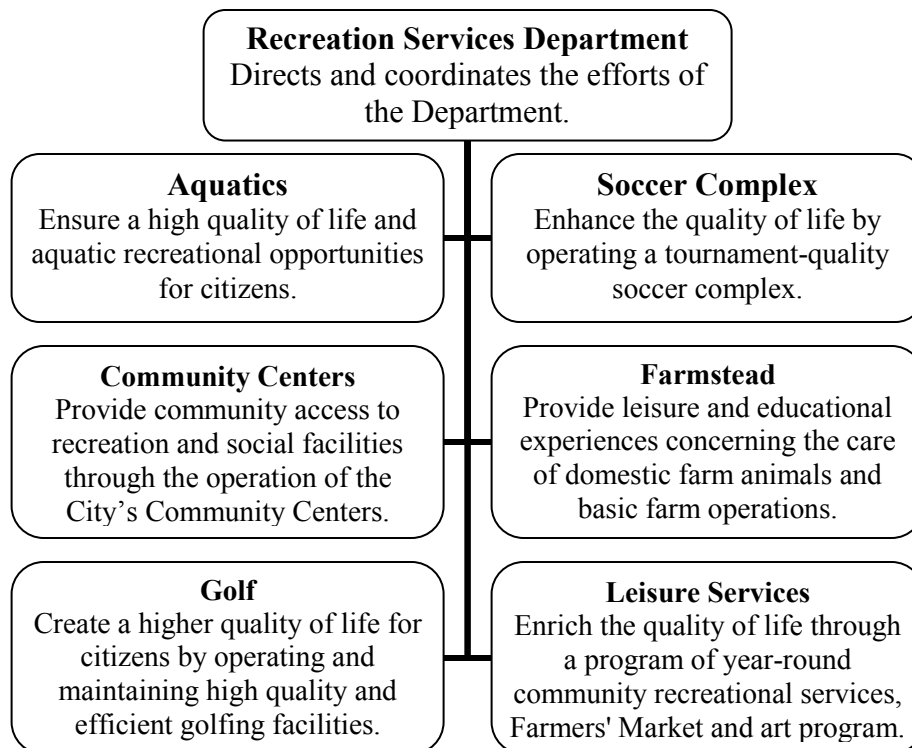 Recreation Services Department
Directs and coordinates the efforts of
the Department.
Aquatics
Ensure a high quality of life and
aquatic recreational opportunities
for citizens.
Soccer Complex
Enhance the quality of life by
operating a tournament-quality
soccer complex.
Community Centers
Provide community access to
recreation and social facilities
through the operation of the
City’s Community Centers.
Farmstead
Provide leisure and educational
experiences concerning the care
of domestic farm animals and
basic farm operations.
Golf
Create a higher quality of life for
citizens by operating and
maintaining high quality and
efficient golfing facilities.
Leisure Services
Enrich the quality of life through
a program of year-round
community recreational services,
Farmers' Market and art program.